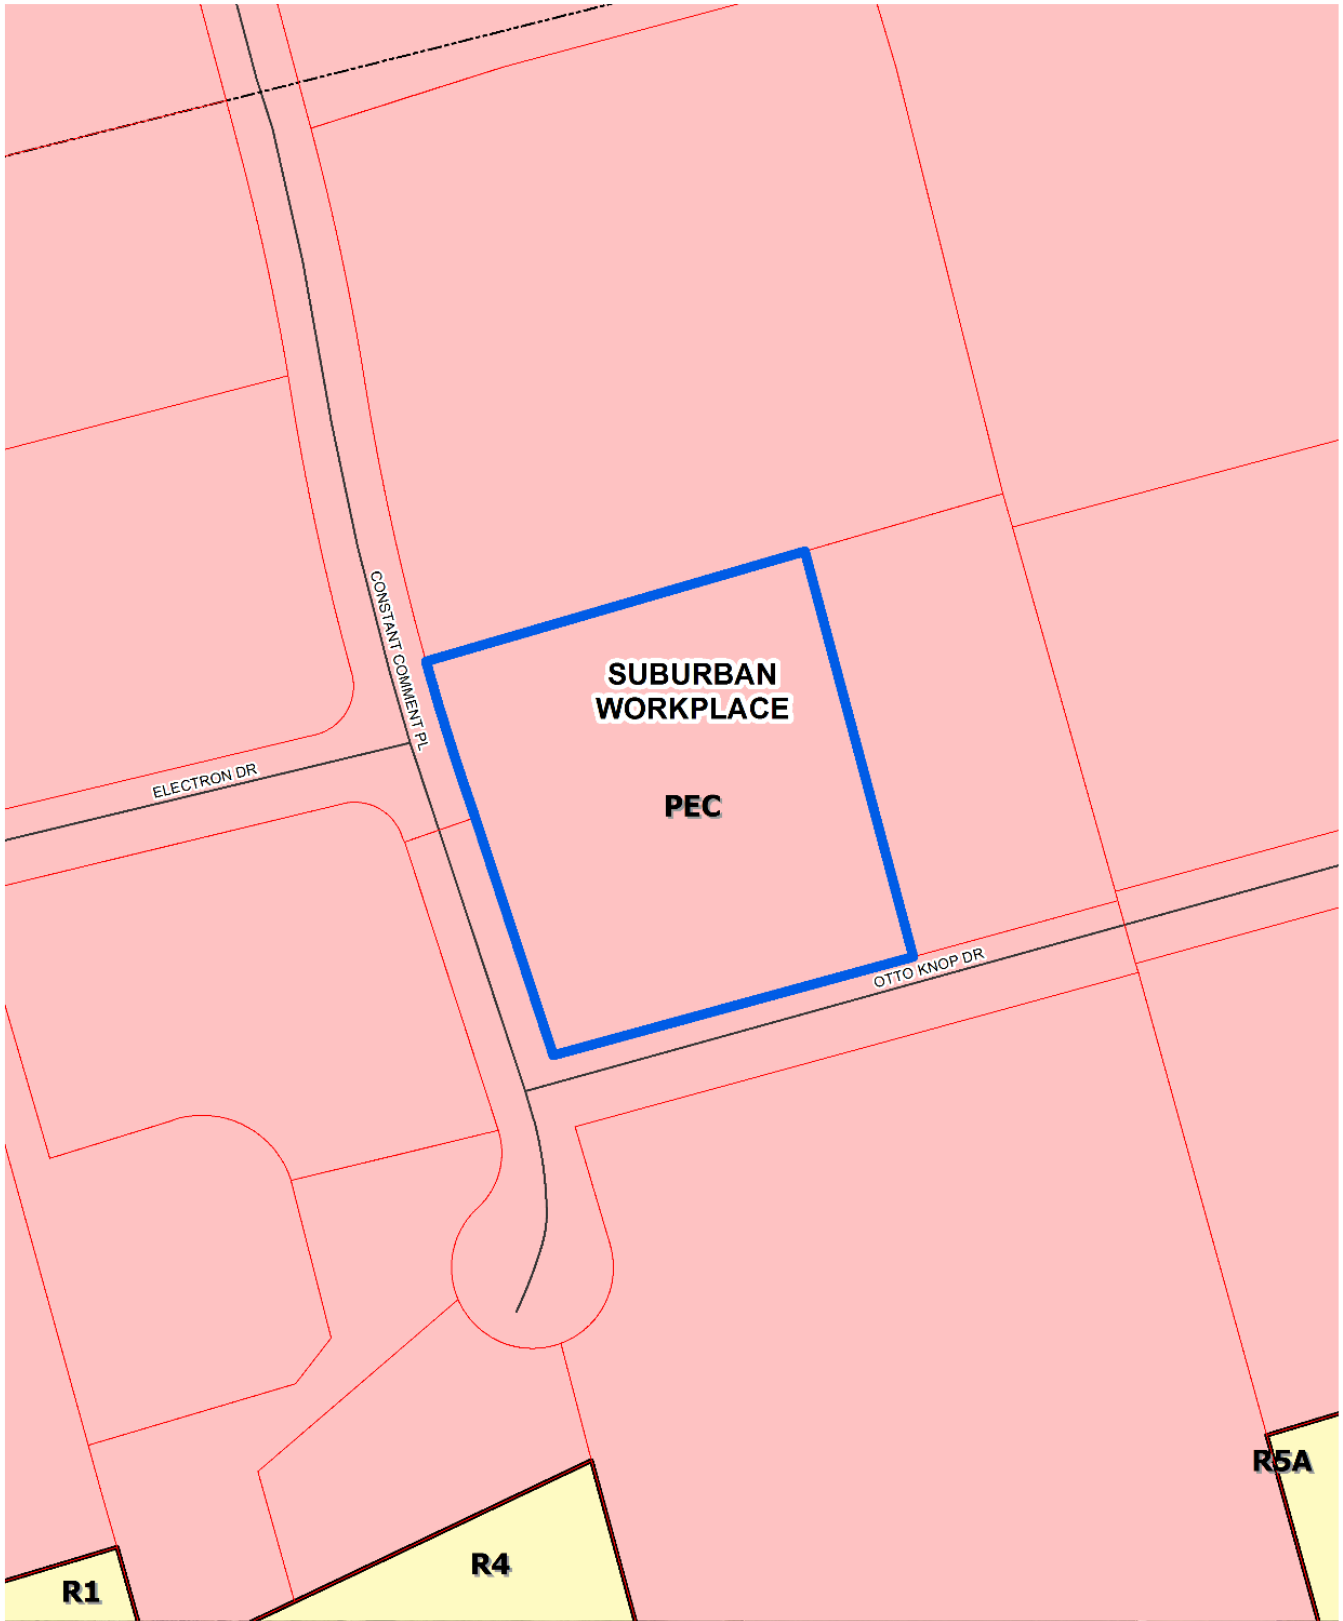 CONSTANT COMMENT PL
SUBURBAN
WORKPLACE
ELECTRON DR
PEC
OTTO KNOP DR
R5A
R4
R1